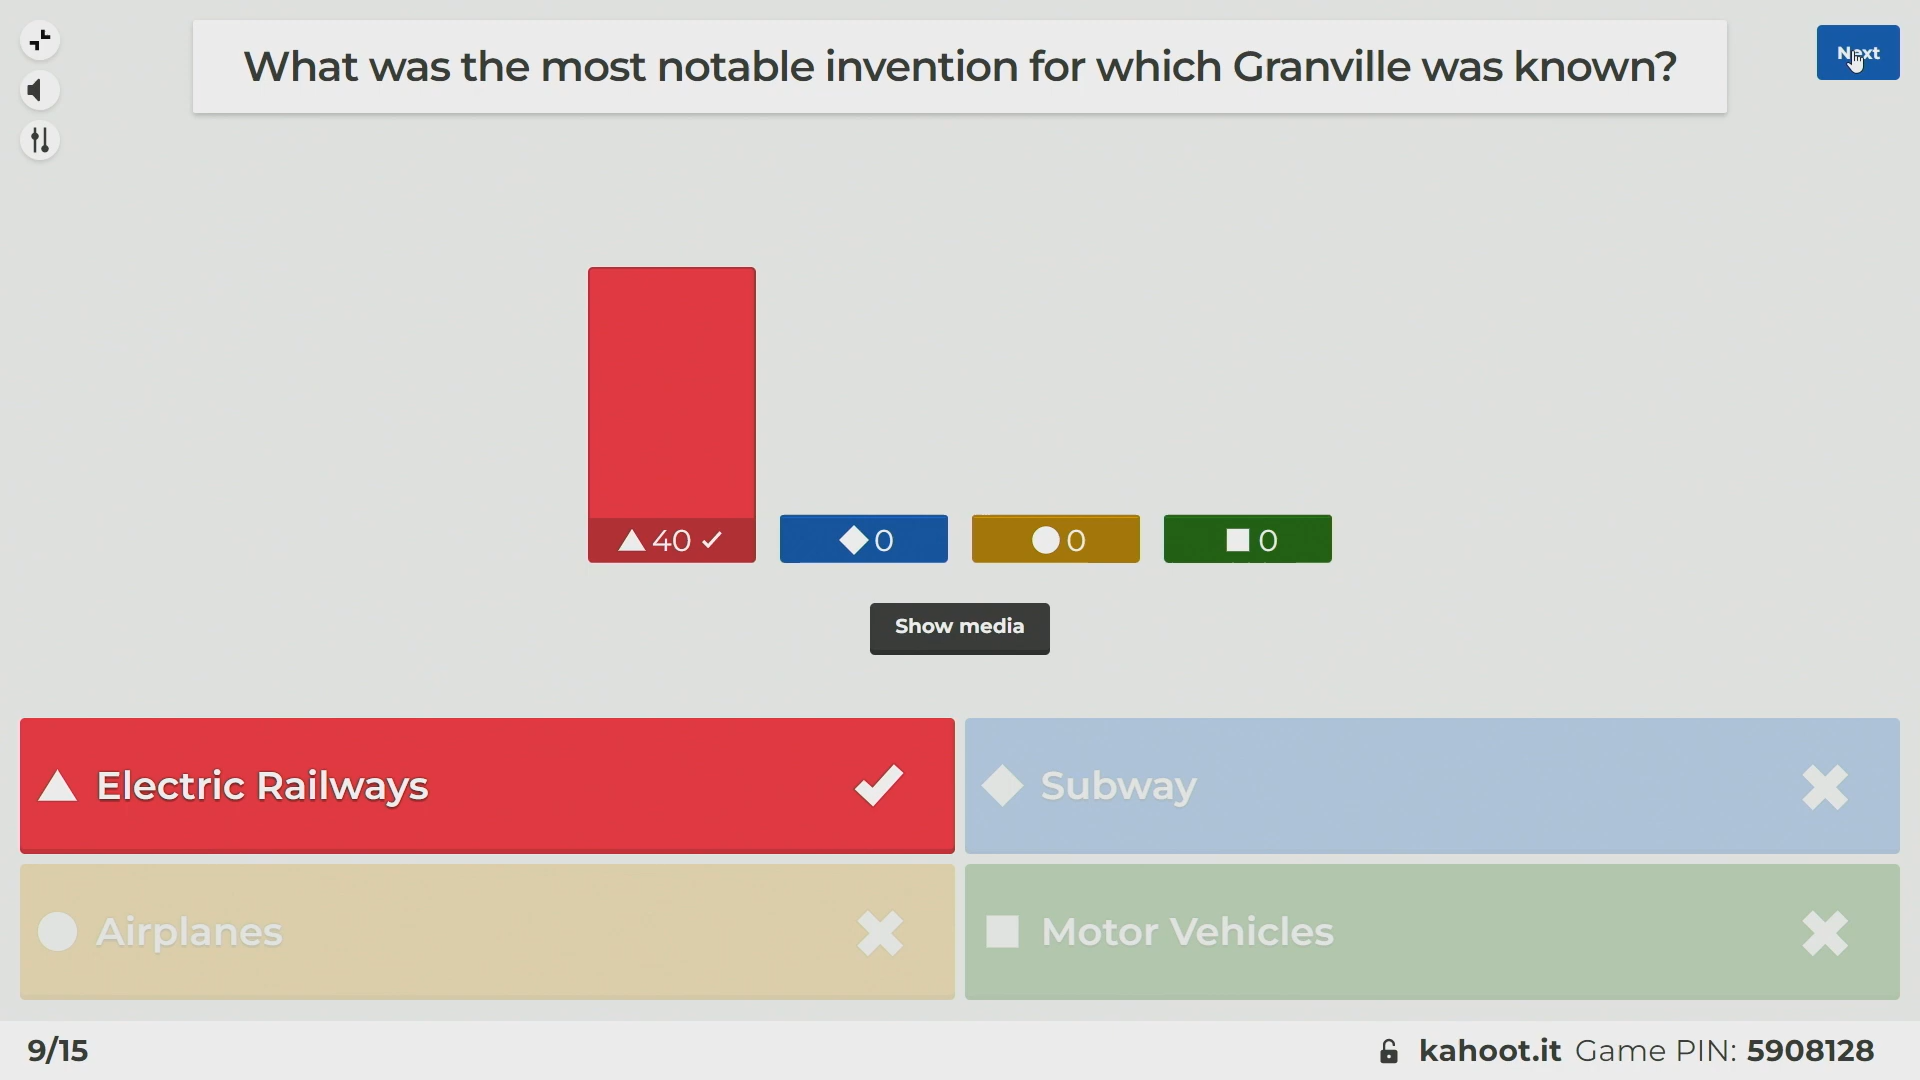 What was the most notable invention for which Granville was known?
Next
40
0
0
0
Show media
Electric Railways
Subway
Airplanes
Motor Vehicles
9/15
kahoot.it Game PIN: 5908128